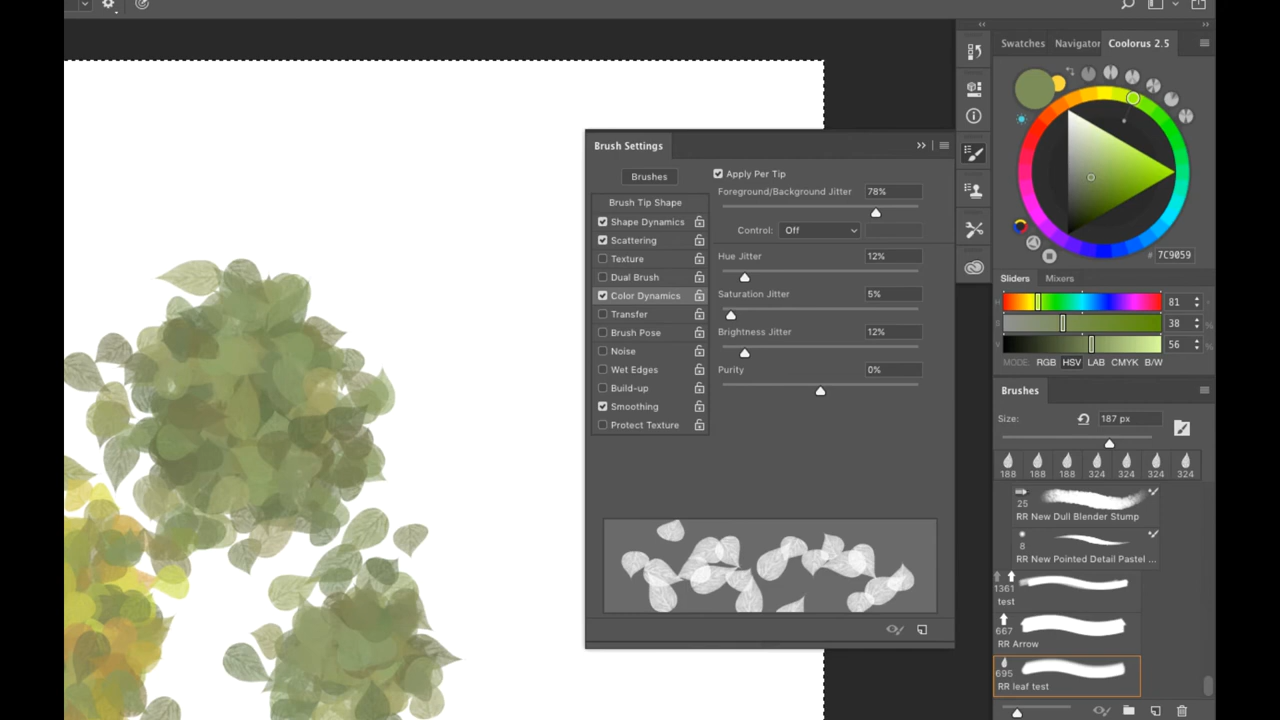 Swatches Navigator Coolorus 2.5
Brush Settings
Brushes
Brush Tip Shape
Shape Dynamics
Scattering
Texture
Dual Brush
Color Dynamics
Transfer
Brush Pose
Noise
Wet Edges
Build-up
Smoothing
Protect Texture
Apply Per Tip
Foreground/Background Jitter 78%
Control: Off
Hue Jitter 12%
Saturation Jitter 5%
Brightness Jitter 12%
Purity 0%
# 7C9059
Sliders Mixers
H 81 °
S 38 %
V 56 %
MODE: RGB HSV LAB CMYK B/W
Brushes
Size: 187 px
188 188 188 324 324 324 324
25
RR New Dull Blender Stump
8
RR New Pointed Detail Pastel ...
1361
test
667
RR Arrow
695
RR leaf test